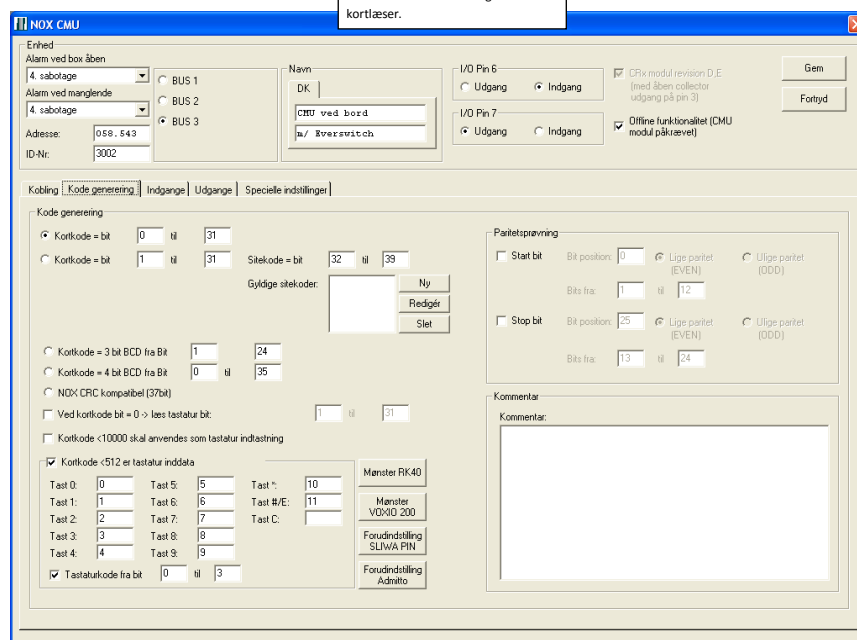 kortlæser.
NOX CMU
Enhed
Alarm ved box åben
4. sabotage
Alarm ved manglende
4. sabotage
Adresse: 058.543
ID-Nr: 3002
BUS 1
BUS 2
BUS 3
Navn
DK
CMU ved bord
m/ Everswitch
I/O Pin 6
Udgang Indgang
I/O Pin 7
Udgang Indgang
CRx modul revision D,E
(med åben collector
udgang på pin 3)
Offline funktionalitet (CMU
modul påkrævet)
Gem
Fortryd
Kobling Kode generering Indgange Udgange Specielle indstillinger
Kode generering
Kortkode = bit 0 til 31
Kortkode = bit 1 til 31 Sitekode = bit 32 til 39
Gyldige sitekoder:
Ny
Redigér
Slet
Kortkode = 3 bit BCD fra Bit 1 24
Kortkode = 4 bit BCD fra Bit 0 til 35
NOX CRC kompatibel (37bit)
Ved kortkode bit = 0 -> læs tastatur bit: 1 til 31
Kortkode <10000 skal anvendes som tastatur indtastning
Kortkode <512 er tastatur inddata
Tast 0: 0 Tast 5: 5 Tast *: 10
Tast 1: 1 Tast 6: 6 Tast #/E: 11
Tast 2: 2 Tast 7: 7 Tast C:
Tast 3: 3 Tast 8: 8
Tast 4: 4 Tast 9: 9
Tastaturkode fra bit 0 til 3
Mønster RK40
Mønster
VOXIO 200
Forudindstilling
SLIWA PIN
Forudindstilling
Admitto
Paritetsprøvning
Start bit Bit position: 0 Lige paritet
(EVEN) Ulige paritet
(ODD)
Bits fra: 1 til 12
Stop bit Bit position: 25 Lige paritet
(EVEN) Ulige paritet
(ODD)
Bits fra: 13 til 24
Kommentar
Kommentar: